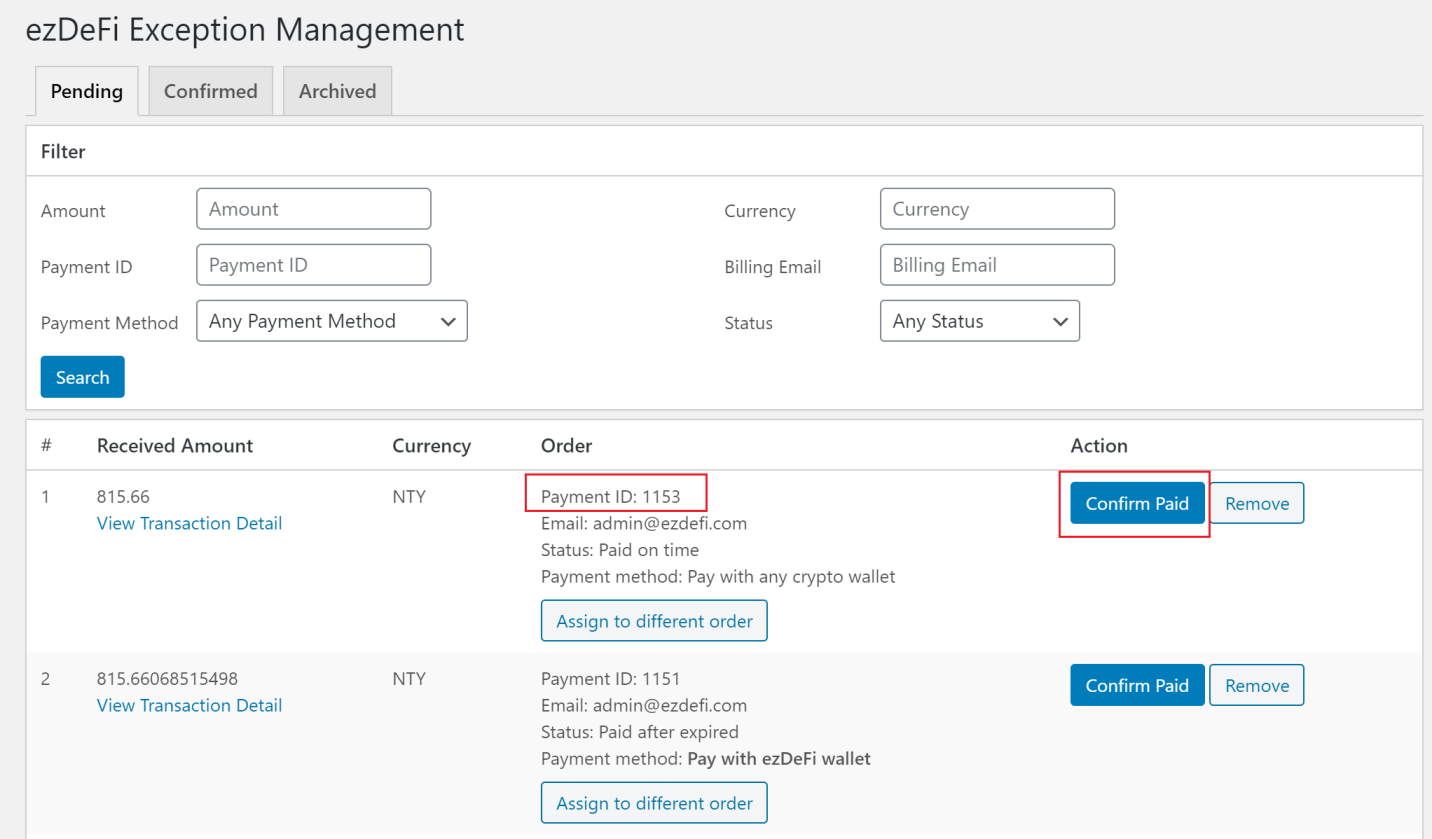 ezDeFi Exception Management
Pending Confirmed Archived
Filter
Amount Amount Currency Currency
Payment ID Payment ID Billing Email Billing Email
Payment Method Any Payment Method Status Any Status
Search
# Received Amount Currency Order Action
1 815.66 NTY Payment ID: 1153 Confirm Paid Remove
View Transaction Detail Email: admin@ezdefi.com
Status: Paid on time
Payment method: Pay with any crypto wallet
Assign to different order
2 815.66068515498 NTY Payment ID: 1151 Confirm Paid Remove
View Transaction Detail Email: admin@ezdefi.com
Status: Paid after expired
Payment method: Pay with ezDeFi wallet
Assign to different order